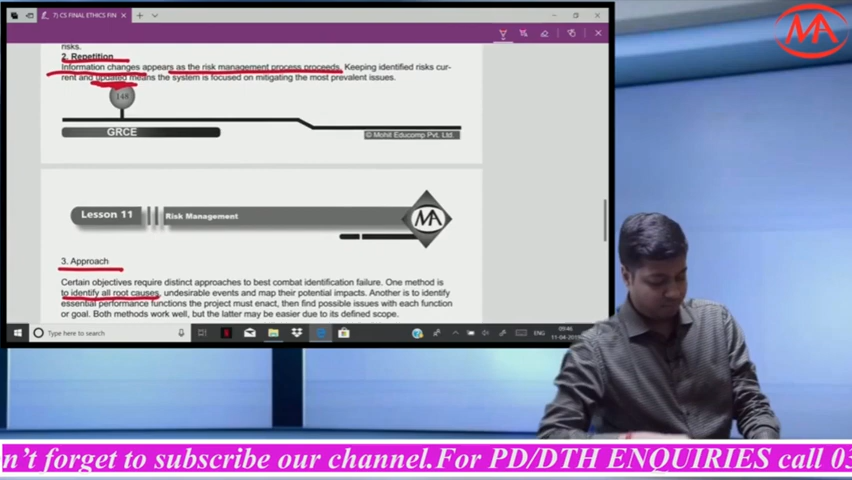 7) CS FINAL ETHICS FIN
MA
risks.
2. Repetition
Information changes appears as the risk management process proceeds. Keeping identified risks cur-
rent and updated means the system is focused on mitigating the most prevalent issues.
148
GRCE
© Mohit Educomp Pvt. Ltd.
Lesson 11
Risk Management
MA
3. Approach
Certain objectives require distinct approaches to best combat identification failure. One method is
to identify all root causes, undesirable events and map their potential impacts. Another is to identify
essential performance functions the project must enact, then find possible issues with each function
or goal. Both methods work well, but the latter may be easier due to its defined scope.
Type here to search
ENG
09:46
n't forget to subscribe our channel.For PD/DTH ENQUIRIES call 03